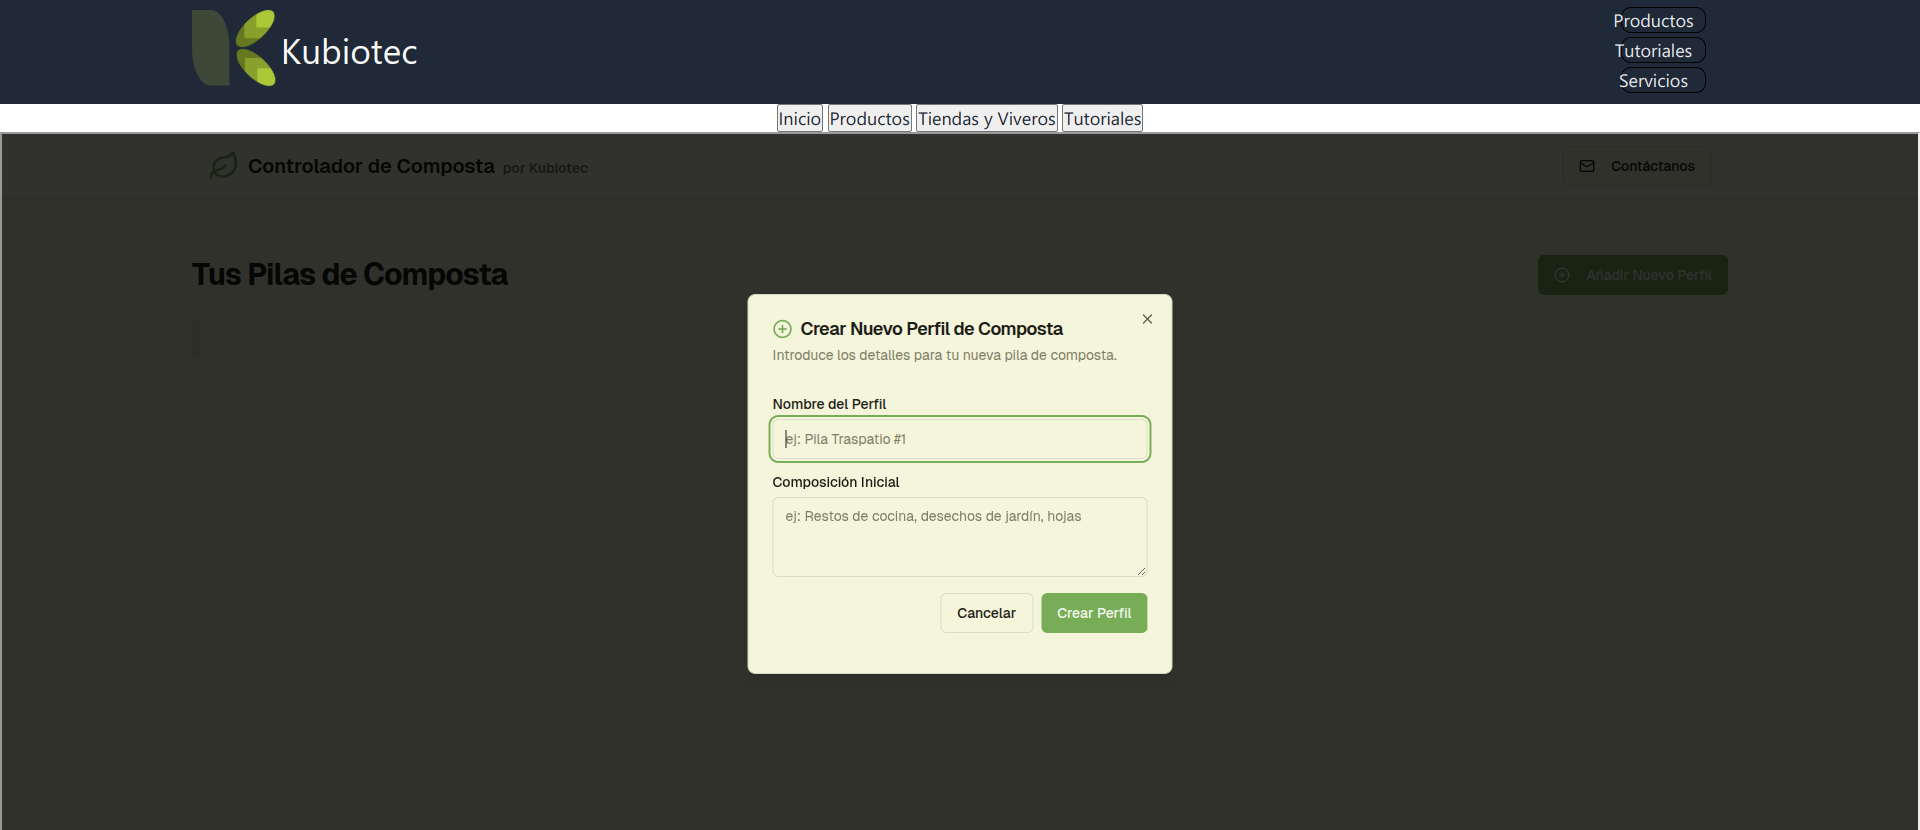 Kubiotec
Productos
Tutoriales
Servicios
Inicio Productos Tiendas y Viveros Tutoriales
Controlador de Composta por Kubiotec
Contáctanos
Tus Pilas de Composta
Añadir Nuevo Perfil
Crear Nuevo Perfil de Composta
Introduce los detalles para tu nueva pila de composta.
Nombre del Perfil
ej: Pila Traspatio #1
Composición Inicial
ej: Restos de cocina, desechos de jardín, hojas
Cancelar Crear Perfil